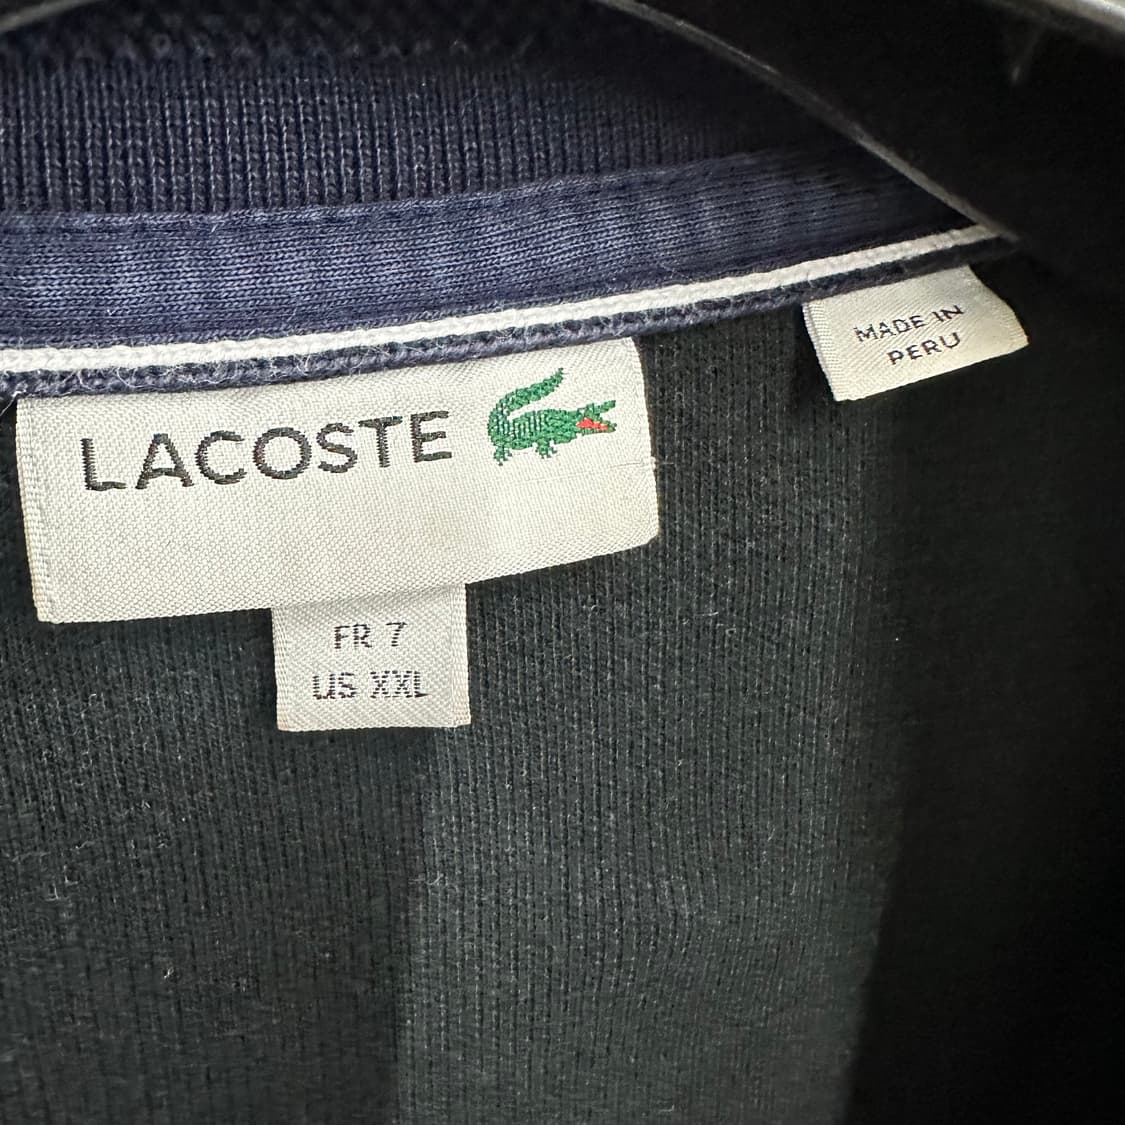 LACOSTE
FR 7
US XXL
MADE IN
PERU